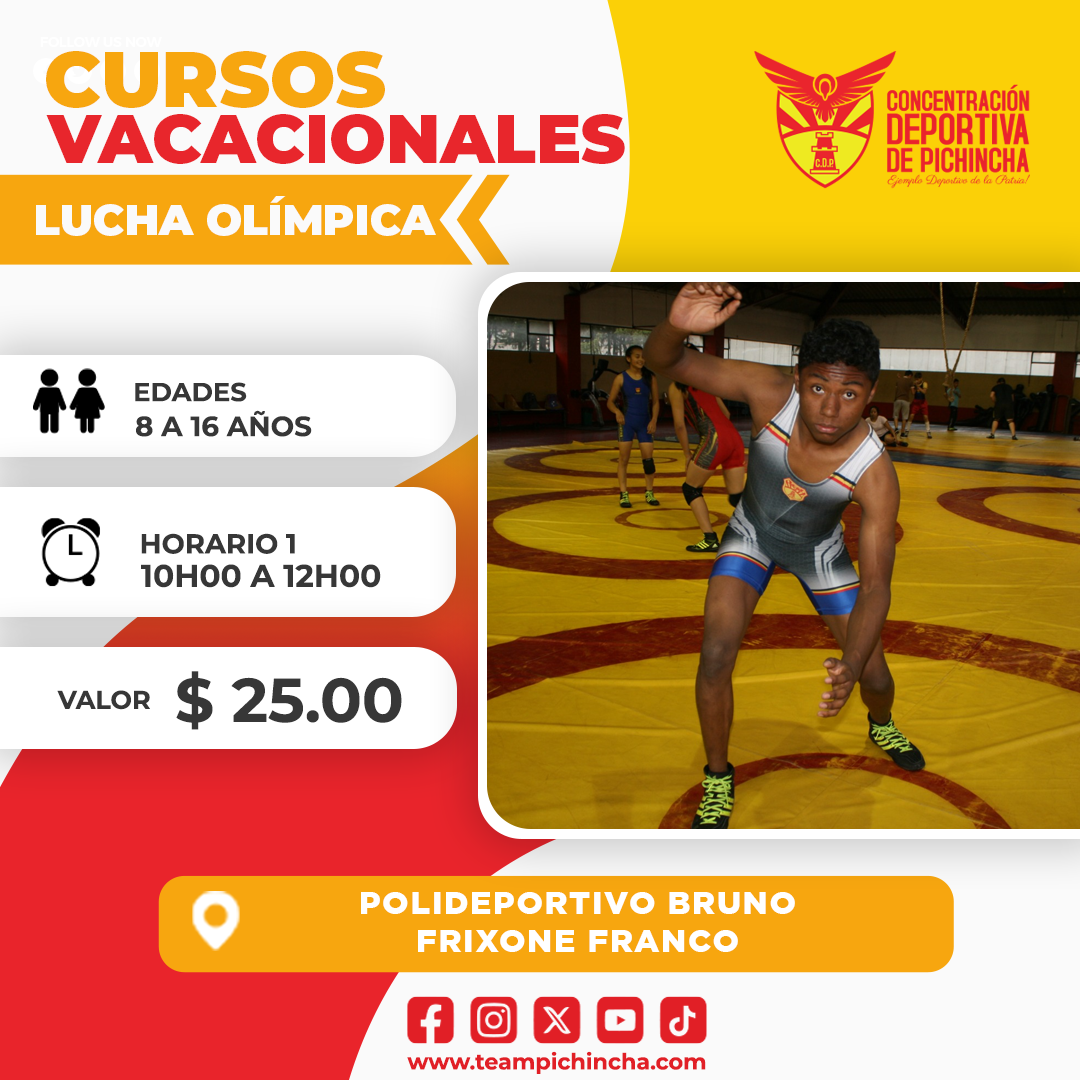 FOLLOW US NOW
CURSOS
VACACIONALES
LUCHA OLÍMPICA
CONCENTRACIÓN
DEPORTIVA
DE PICHINCHA
Ejemplo Deportivo de la Patria!
C.D.P.
EDADES
8 A 16 AÑOS
HORARIO 1
10H00 A 12H00
VALOR $ 25.00
POLIDEPORTIVO BRUNO
FRIXONE FRANCO
www.teampichincha.com